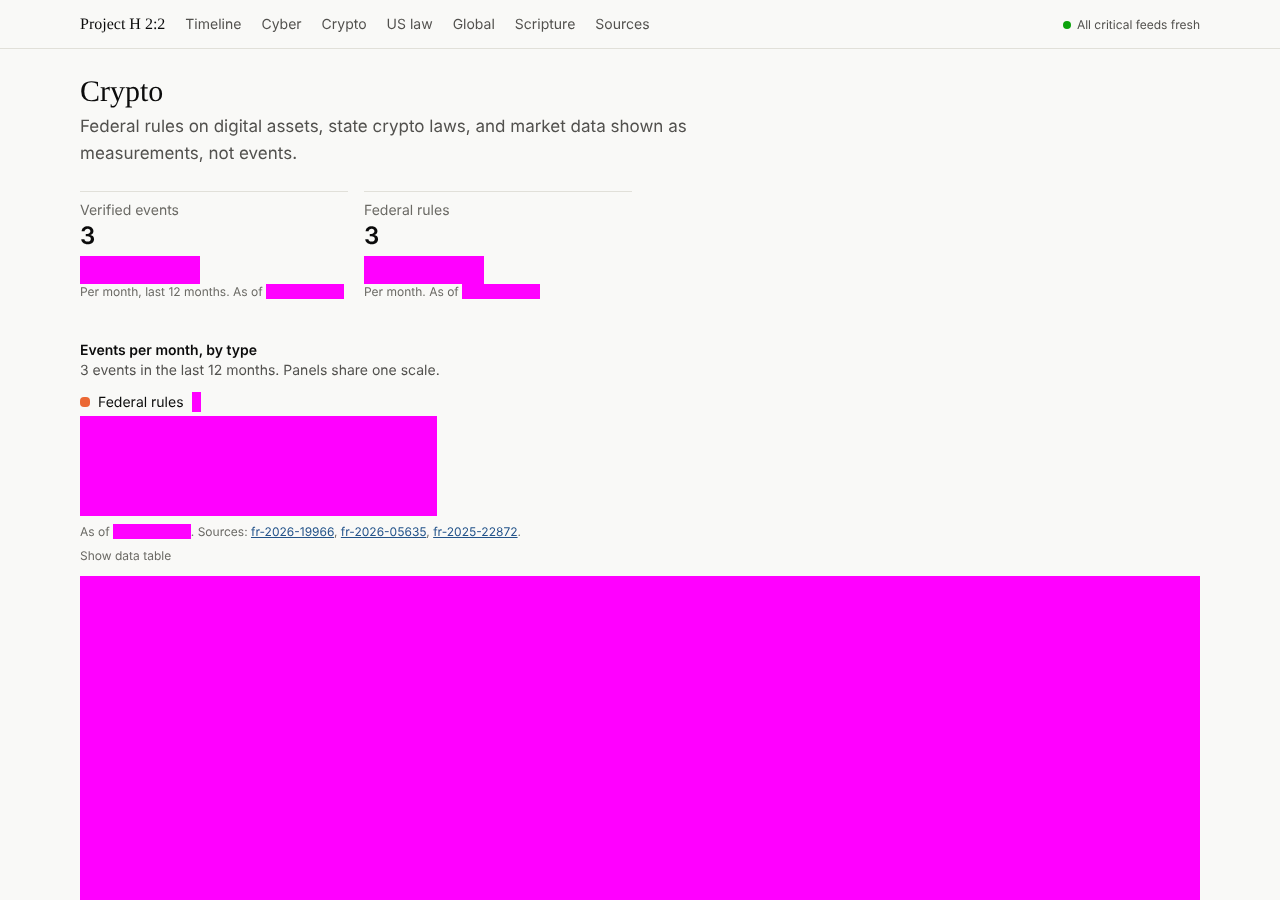 Project H 2:2 Timeline Cyber Crypto US law Global Scripture Sources All critical feeds fresh
Crypto
Federal rules on digital assets, state crypto laws, and market data shown as
measurements, not events.
Verified events Federal rules
3 3
Per month, last 12 months. As of Per month. As of
Events per month, by type
3 events in the last 12 months. Panels share one scale.
Federal rules
As of . Sources: fr-2026-19966, fr-2026-05635, fr-2025-22872.
Show data table